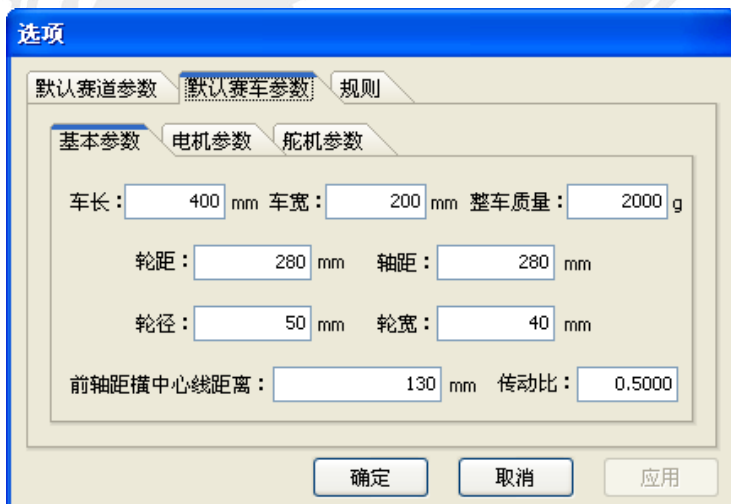 选项
默认赛道参数 默认赛车参数 规则
基本参数 电机参数 舵机参数
车长: 400 mm 车宽: 200 mm 整车质量: 2000 g
轮距: 280 mm 轴距: 280 mm
轮径: 50 mm 轮宽: 40 mm
前轴距横中心线距离: 130 mm 传动比: 0.5000
确定 取消 应用